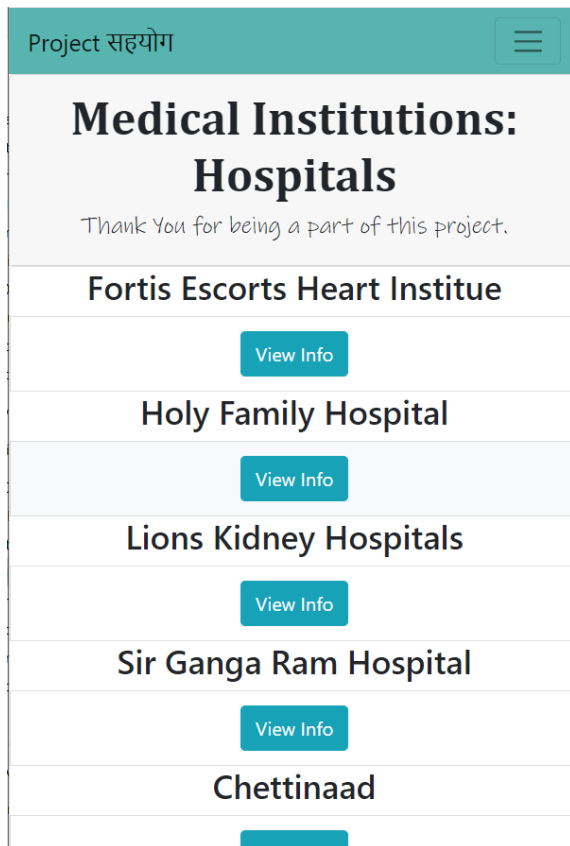 Project सहयोग
Medical Institutions:
Hospitals
Thank You for being a part of this project.
Fortis Escorts Heart Institue
View Info
Holy Family Hospital
View Info
Lions Kidney Hospitals
View Info
Sir Ganga Ram Hospital
View Info
Chettinaad